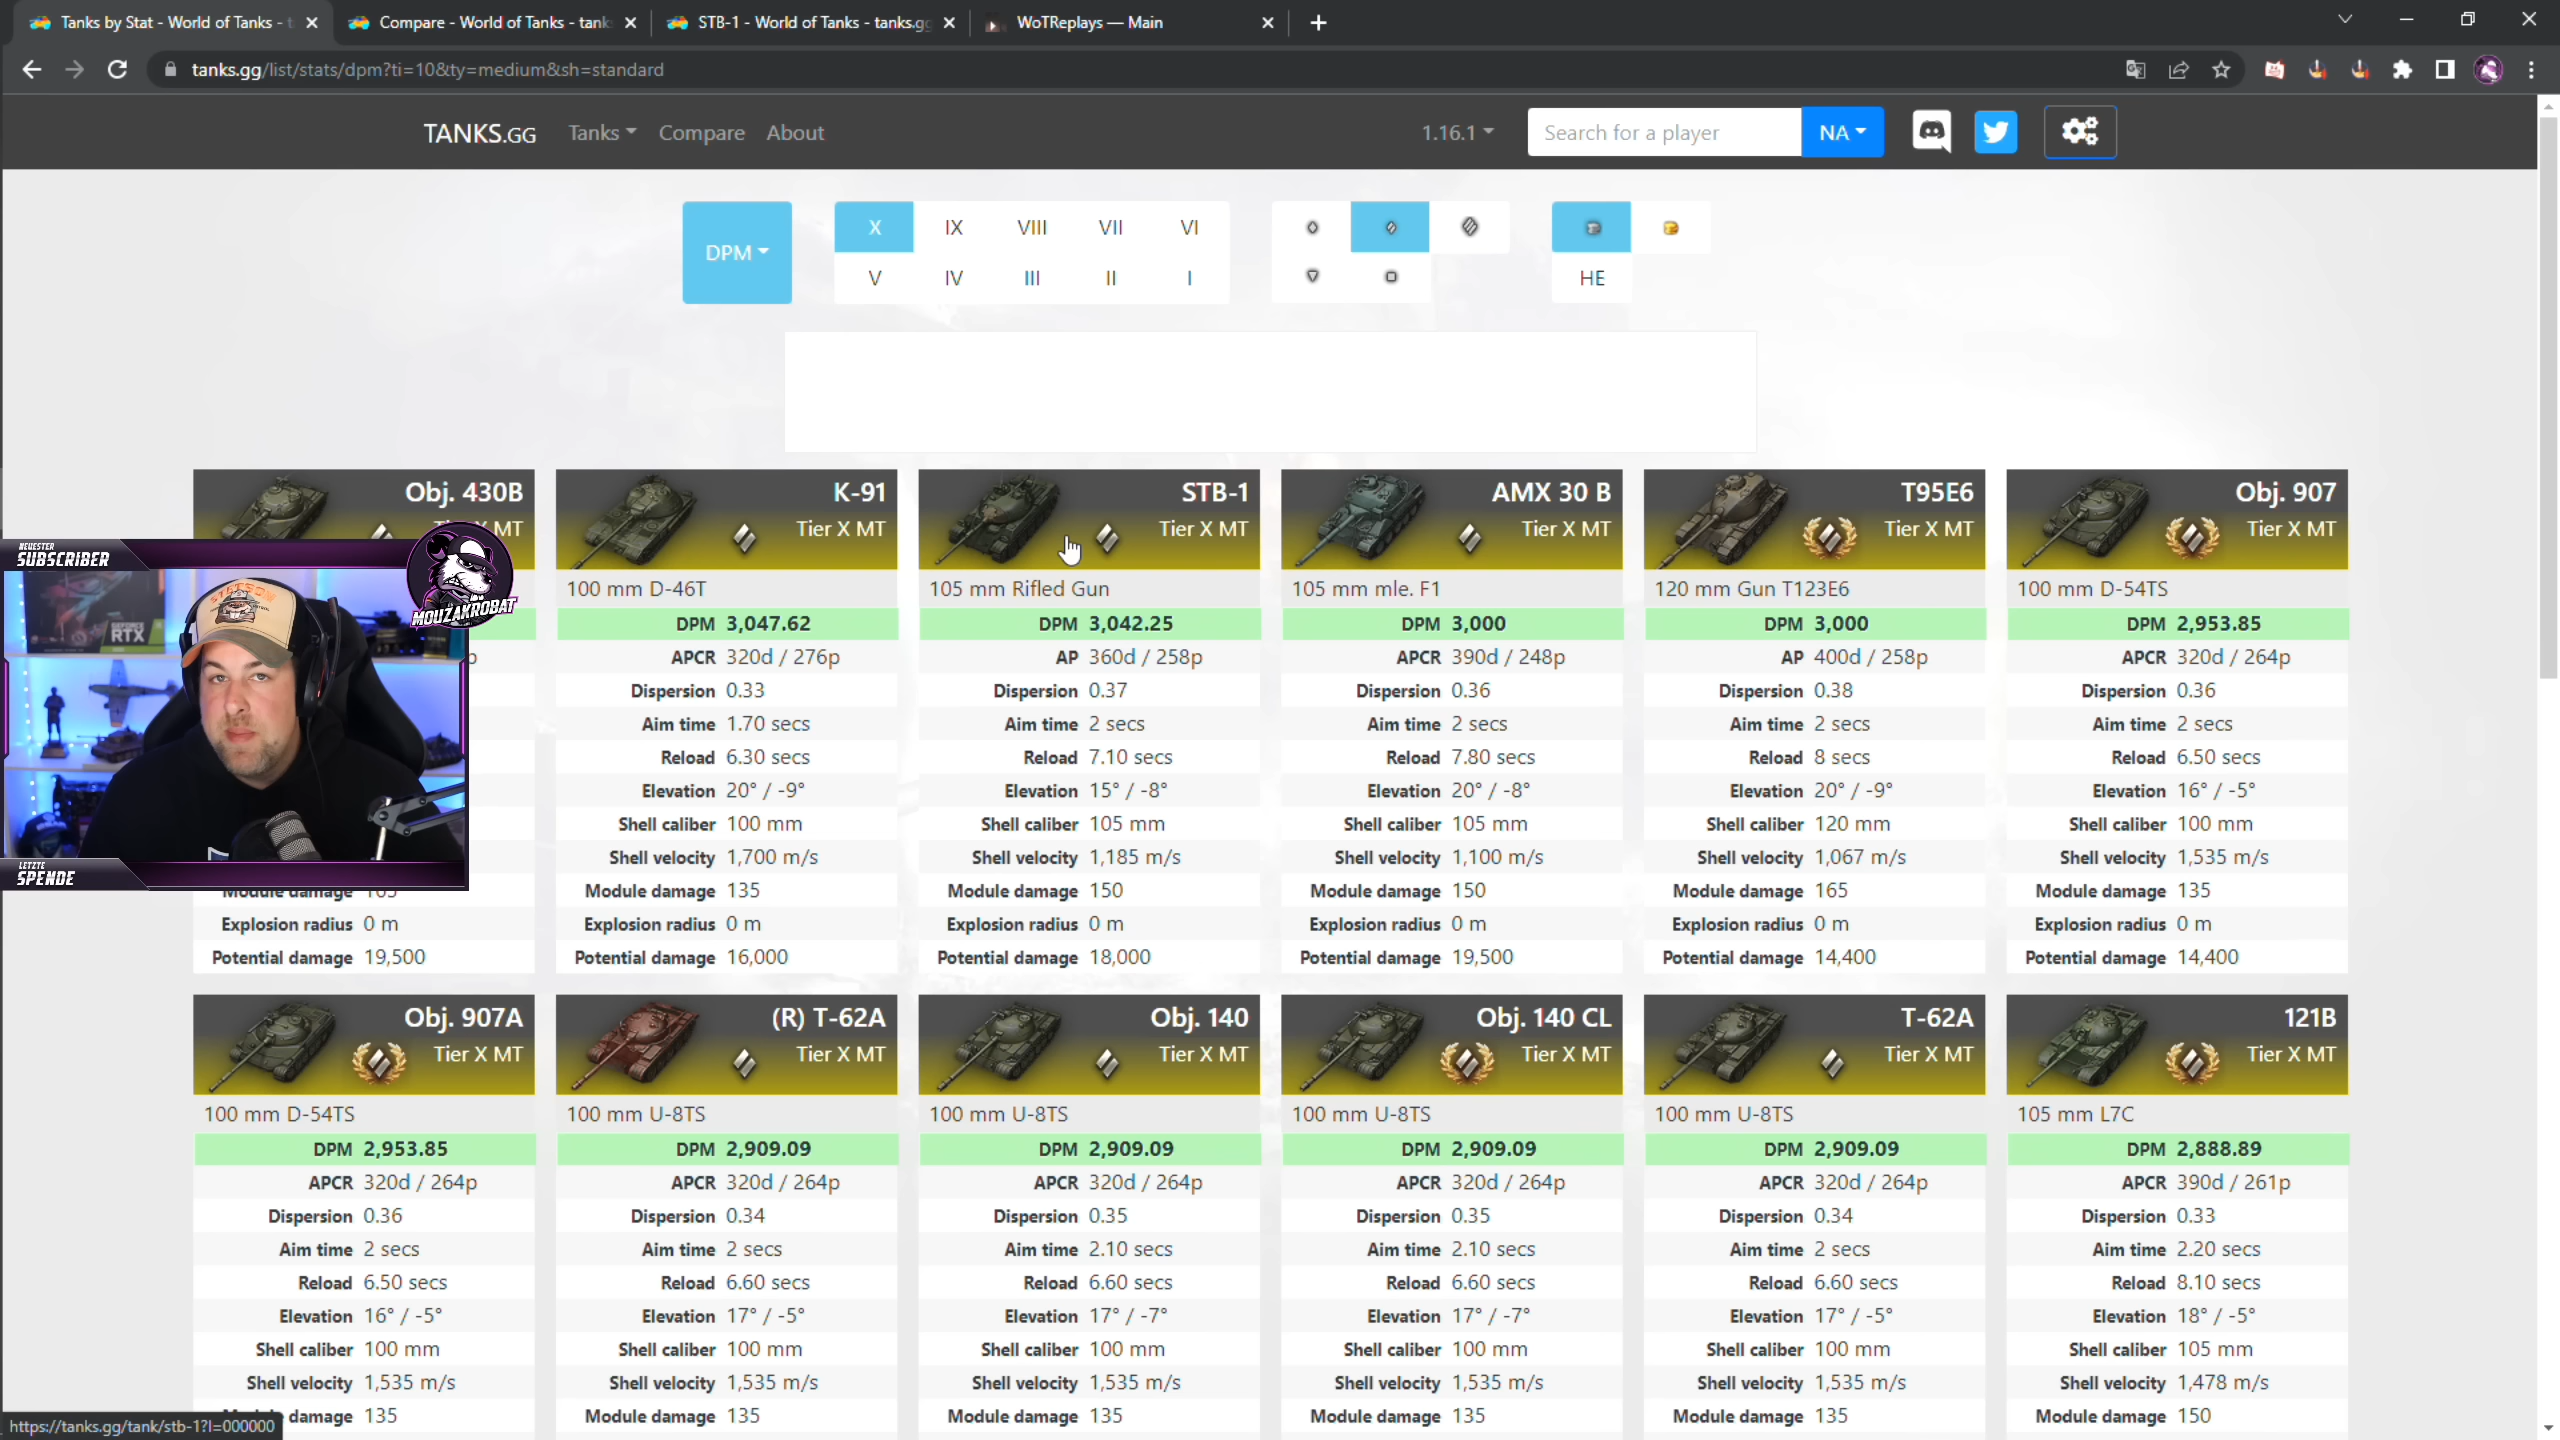 Tanks by Stat - World of Tanks - t
Compare - World of Tanks - tank
STB-1 - World of Tanks - tanks.gg
WoTReplays — Main
tanks.gg/list/stats/dpm?ti=10&ty=medium&sh=standard
TANKS.GG
Tanks
Compare
About
1.16.1
Search for a player
NA
DPM
X IX VIII VII VI
V IV III II I
HE
Obj. 430B
K-91
Tier X MT
100 mm D-46T
DPM 3,047.62
APCR 320d / 276p
Dispersion 0.33
Aim time 1.70 secs
Reload 6.30 secs
Elevation 20° / -9°
Shell caliber 100 mm
Shell velocity 1,700 m/s
Module damage 135
Explosion radius 0 m
Potential damage 16,000
STB-1
Tier X MT
105 mm Rifled Gun
DPM 3,042.25
AP 360d / 258p
Dispersion 0.37
Aim time 2 secs
Reload 7.10 secs
Elevation 15° / -8°
Shell caliber 105 mm
Shell velocity 1,185 m/s
Module damage 150
Explosion radius 0 m
Potential damage 18,000
AMX 30 B
Tier X MT
105 mm mle. F1
DPM 3,000
APCR 390d / 248p
Dispersion 0.36
Aim time 2 secs
Reload 7.80 secs
Elevation 20° / -8°
Shell caliber 105 mm
Shell velocity 1,100 m/s
Module damage 150
Explosion radius 0 m
Potential damage 19,500
T95E6
Tier X MT
120 mm Gun T123E6
DPM 3,000
AP 400d / 258p
Dispersion 0.38
Aim time 2 secs
Reload 8 secs
Elevation 20° / -9°
Shell caliber 120 mm
Shell velocity 1,067 m/s
Module damage 165
Explosion radius 0 m
Potential damage 14,400
Obj. 907
Tier X MT
100 mm D-54TS
DPM 2,953.85
APCR 320d / 264p
Dispersion 0.36
Aim time 2 secs
Reload 6.50 secs
Elevation 16° / -5°
Shell caliber 100 mm
Shell velocity 1,535 m/s
Module damage 135
Explosion radius 0 m
Potential damage 14,400
NEUESTER
SUBSCRIBER
MOUZAKROBAT
RTX
LETZTE
SPENDE
Explosion radius 0 m
Potential damage 19,500
Obj. 907A
Tier X MT
100 mm D-54TS
DPM 2,953.85
APCR 320d / 264p
Dispersion 0.36
Aim time 2 secs
Reload 6.50 secs
Elevation 16° / -5°
Shell caliber 100 mm
Shell velocity 1,535 m/s
damage 135
(R) T-62A
Tier X MT
100 mm U-8TS
DPM 2,909.09
APCR 320d / 264p
Dispersion 0.34
Aim time 2 secs
Reload 6.60 secs
Elevation 17° / -5°
Shell caliber 100 mm
Shell velocity 1,535 m/s
Module damage 135
Obj. 140
Tier X MT
100 mm U-8TS
DPM 2,909.09
APCR 320d / 264p
Dispersion 0.35
Aim time 2.10 secs
Reload 6.60 secs
Elevation 17° / -7°
Shell caliber 100 mm
Shell velocity 1,535 m/s
Module damage 135
Obj. 140 CL
Tier X MT
100 mm U-8TS
DPM 2,909.09
APCR 320d / 264p
Dispersion 0.35
Aim time 2.10 secs
Reload 6.60 secs
Elevation 17° / -7°
Shell caliber 100 mm
Shell velocity 1,535 m/s
Module damage 135
T-62A
Tier X MT
100 mm U-8TS
DPM 2,909.09
APCR 320d / 264p
Dispersion 0.34
Aim time 2 secs
Reload 6.60 secs
Elevation 17° / -5°
Shell caliber 100 mm
Shell velocity 1,535 m/s
Module damage 135
121B
Tier X MT
105 mm L7C
DPM 2,888.89
APCR 390d / 261p
Dispersion 0.33
Aim time 2.20 secs
Reload 8.10 secs
Elevation 18° / -5°
Shell caliber 105 mm
Shell velocity 1,478 m/s
Module damage 150
https://tanks.gg/tank/stb-1?l=000000